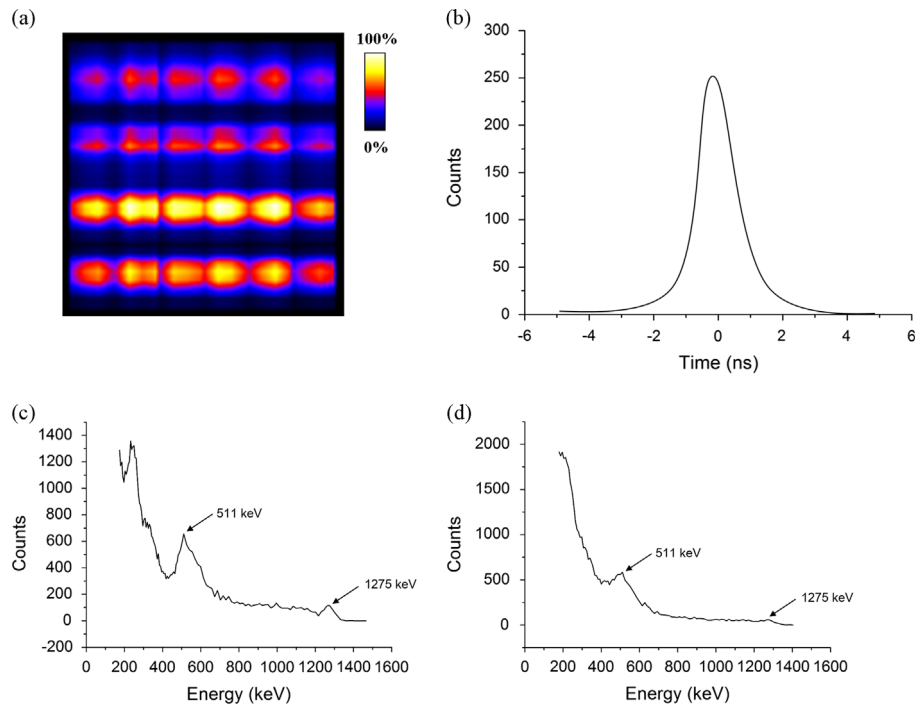 (a)
100%
0%
(b)
300
250
200
150
100
50
0
-6 -4 -2 0 2 4 6
Counts
Time (ns)
(c)
1400
1200
1000
800
600
400
200
0
-200
0 200 400 600 800 1000 1200 1400 1600
Counts
Energy (keV)
511 keV
1275 keV
(d)
2000
1500
1000
500
0
0 200 400 600 800 1000 1200 1400 1600
Counts
Energy (keV)
511 keV
1275 keV